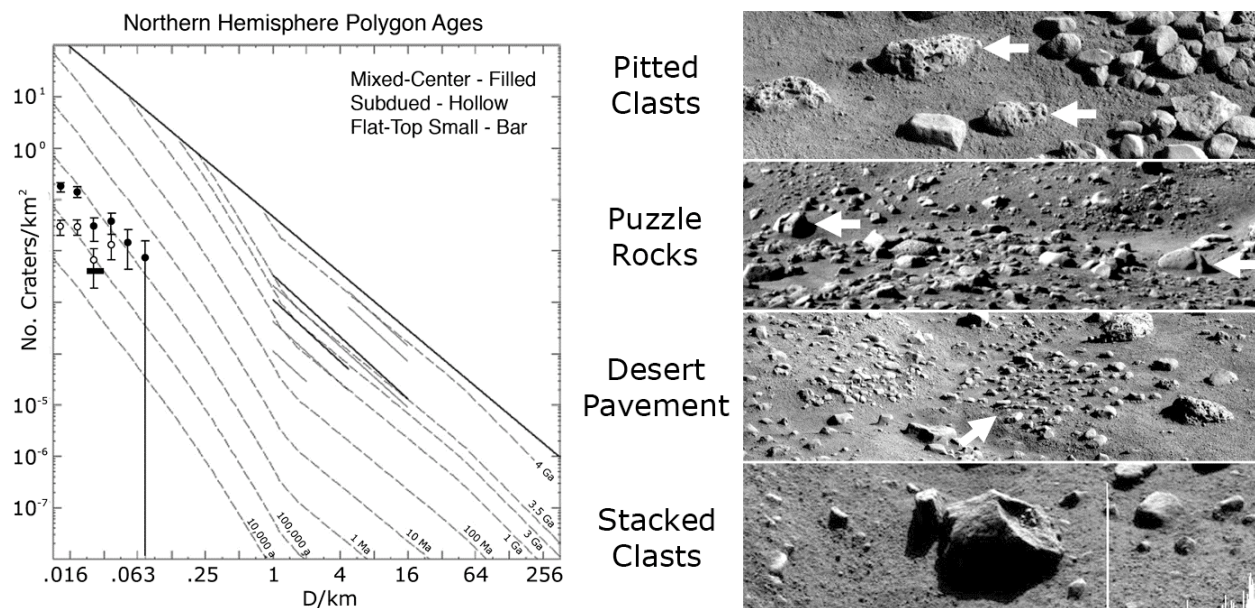 Northern Hemisphere Polygon Ages
Mixed-Center - Filled
Subdued - Hollow
Flat-Top Small - Bar
No. Craters/km²
10¹
10⁰
10⁻⁵
10⁻⁶
10⁻⁷
10,000 a
100,000 a
1 Ma
10 Ma
100 Ma
1 Ga
3 Ga
3.5 Ga
4 Ga
.016 .063 .25 1 4 16 64 256
D/km
Pitted
Clasts
Puzzle
Rocks
Desert
Pavement
Stacked
Clasts